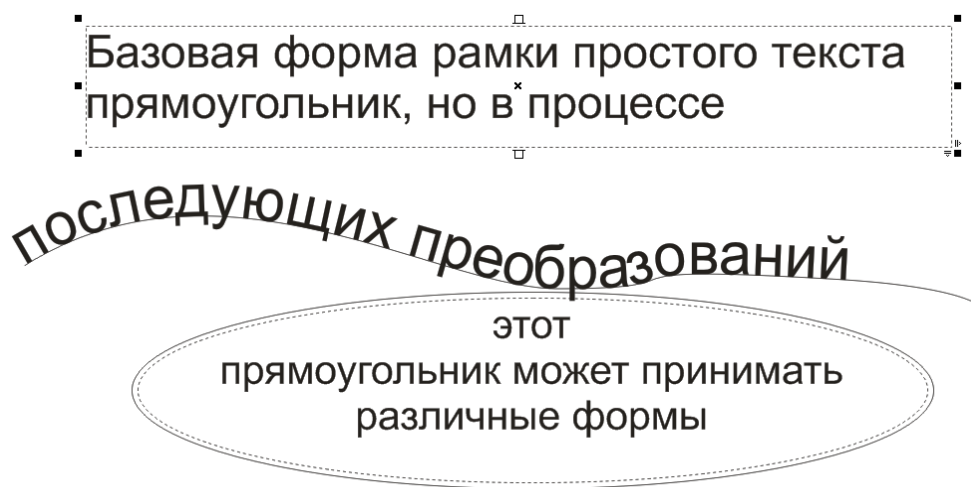 Базовая форма рамки простого текста
прямоугольник, но в процессе
последующих преобразований
этот
прямоугольник может принимать
различные формы